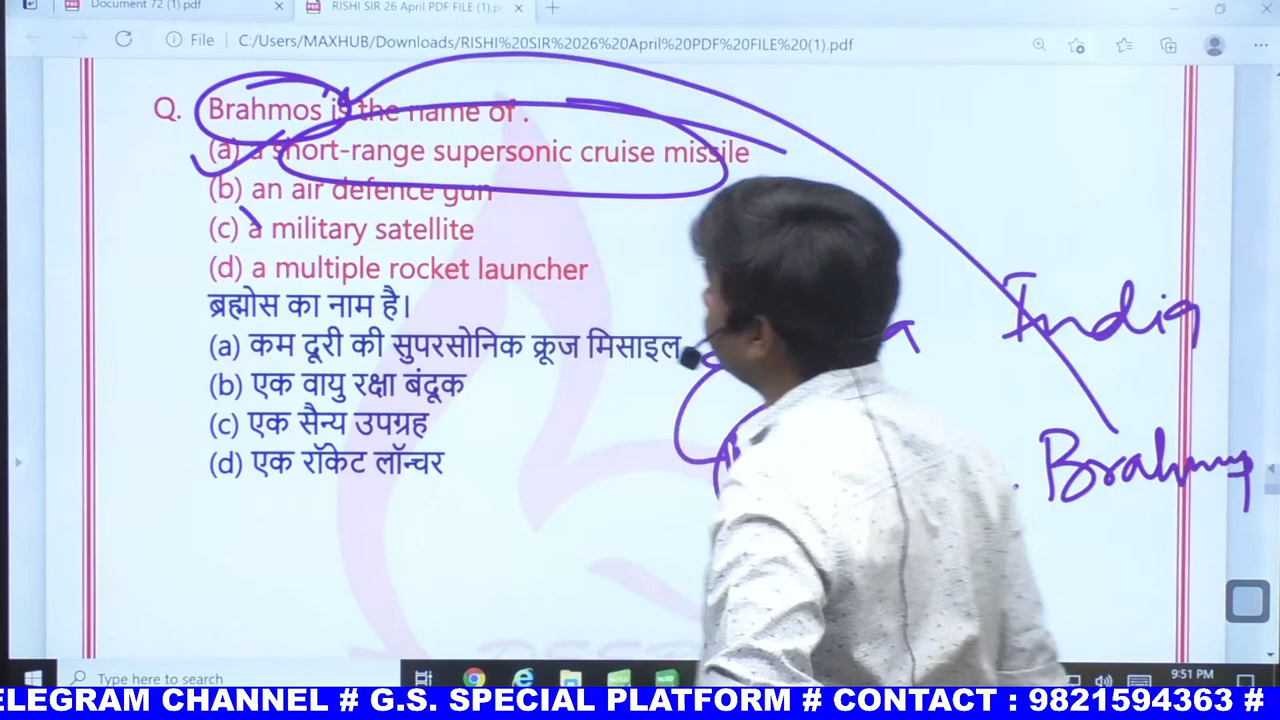 Document 72 (1).pdf
RISHI SIR 26 April PDF FILE (1).p
File
C:/Users/MAXHUB/Downloads/RISHI%20SIR%2026%20April%20PDF%20FILE%20(1).pdf
Q. Brahmos is the name of .
(a) a short-range supersonic cruise missile
(b) an air defence gun
(c) a military satellite
(d) a multiple rocket launcher
ब्रह्मोस का नाम है।
(a) कम दूरी की सुपरसोनिक क्रूज मिसाइल
(b) एक वायु रक्षा बंदूक
(c) एक सैन्य उपग्रह
(d) एक रॉकेट लॉन्चर
India
Type here to search
9:51 PM
ELEGRAM CHANNEL # G.S. SPECIAL PLATFORM # CONTACT : 9821594363 #